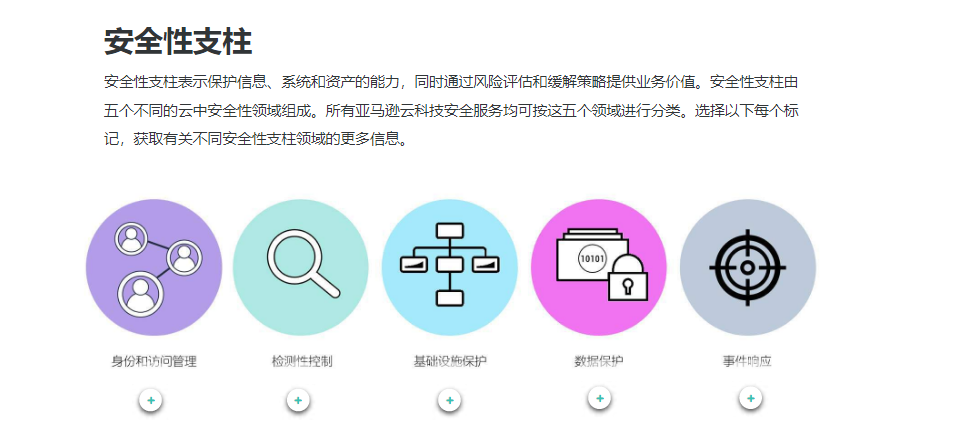 安全性支柱
安全性支柱表示保护信息、系统和资产的能力，同时通过风险评估和缓解策略提供业务价值。安全性支柱由
五个不同的云中安全性领域组成。所有亚马逊云科技安全服务均可按这五个领域进行分类。选择以下每个标
记，获取有关不同安全性支柱领域的更多信息。
10101
身份和访问管理 检测性控制 基础设施保护 数据保护 事件响应